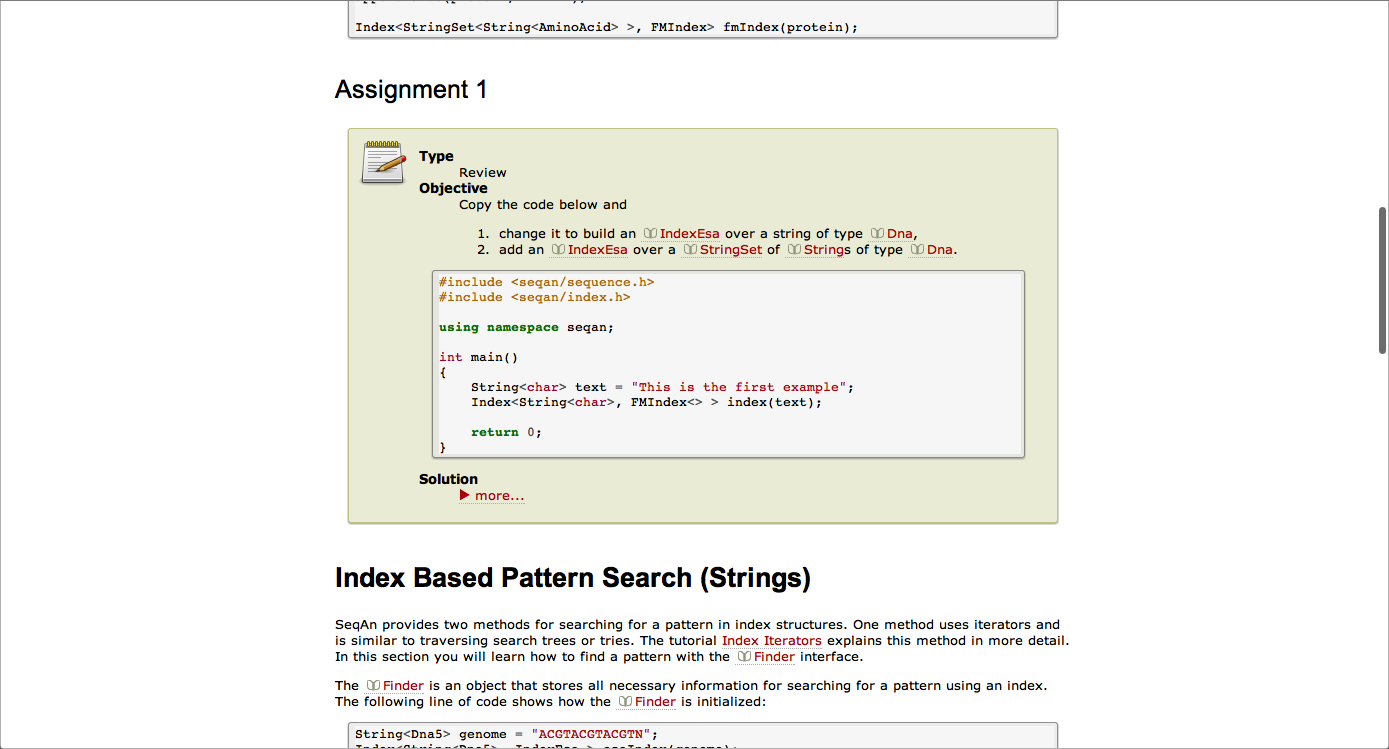 Index<StringSet<String<AminoAcid> >, FMIndex> fmIndex(protein);
Assignment 1
Type
Review
Objective
Copy the code below and
1. change it to build an IndexEsa over a string of type Dna,
2. add an IndexEsa over a StringSet of Strings of type Dna.
#include <seqan/sequence.h>
#include <seqan/index.h>
using namespace seqan;
int main()
{
String<char> text = "This is the first example";
Index<String<char>, FMIndex<> > index(text);
return 0;
}
Solution
more...
Index Based Pattern Search (Strings)
SeqAn provides two methods for searching for a pattern in index structures. One method uses iterators and
is similar to traversing search trees or tries. The tutorial Index Iterators explains this method in more detail.
In this section you will learn how to find a pattern with the Finder interface.
The Finder is an object that stores all necessary information for searching for a pattern using an index.
The following line of code shows how the Finder is initialized:
String<Dna5> genome = "ACGTACGTACGTN";